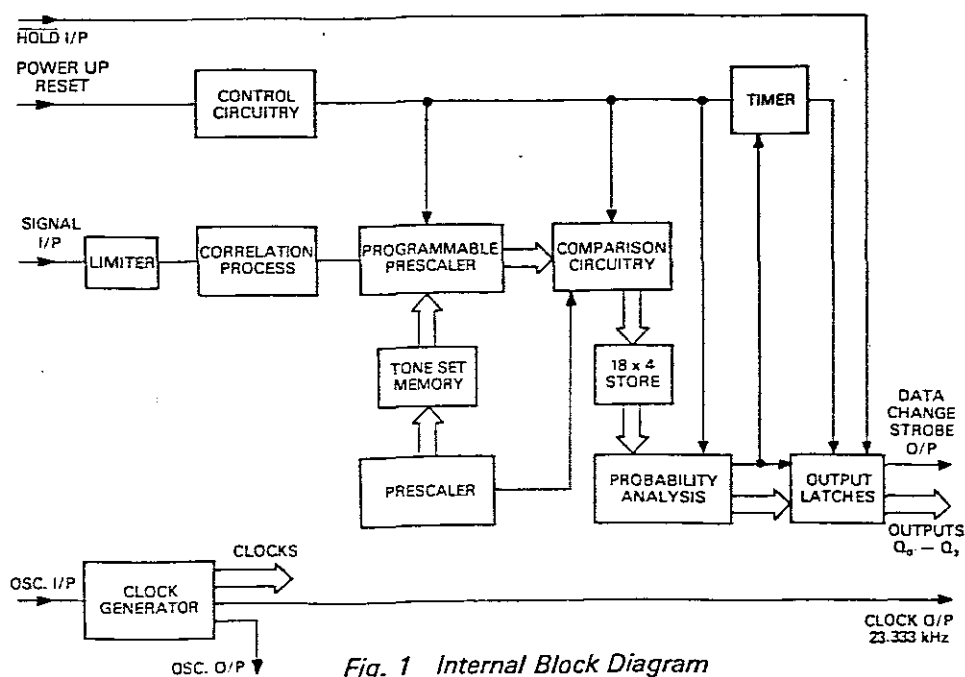 HOLD I/P
POWER UP
RESET
CONTROL
CIRCUITRY
TIMER
SIGNAL
I/P
LIMITER
CORRELATION
PROCESS
PROGRAMMABLE
PRESCALER
COMPARISON
CIRCUITRY
TONE SET
MEMORY
18 x 4
STORE
DATA
CHANGE
STROBE
O/P
PRESCALER
PROBABILITY
ANALYSIS
OUTPUT
LATCHES
OUTPUTS
Q₀ – Q₃
OSC. I/P
CLOCK
GENERATOR
CLOCKS
CLOCK O/P
23.333 kHz
OSC. O/P
Fig. 1 Internal Block Diagram